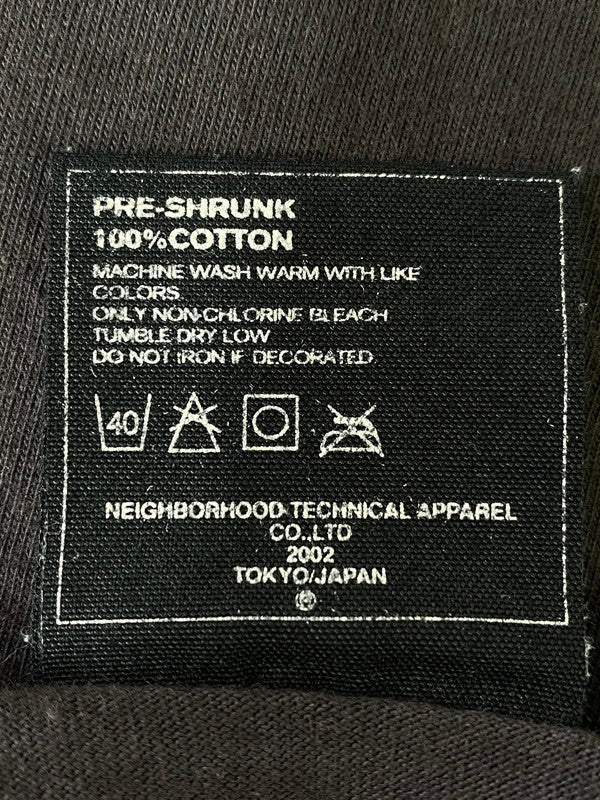 PRE-SHRUNK
100%COTTON
MACHINE WASH WARM WITH LIKE
COLORS
ONLY NON-CHLORINE BLEACH
TUMBLE DRY LOW
DO NOT IRON IF DECORATED
40
NEIGHBORHOOD TECHNICAL APPAREL
CO.,LTD
2002
TOKYO/JAPAN